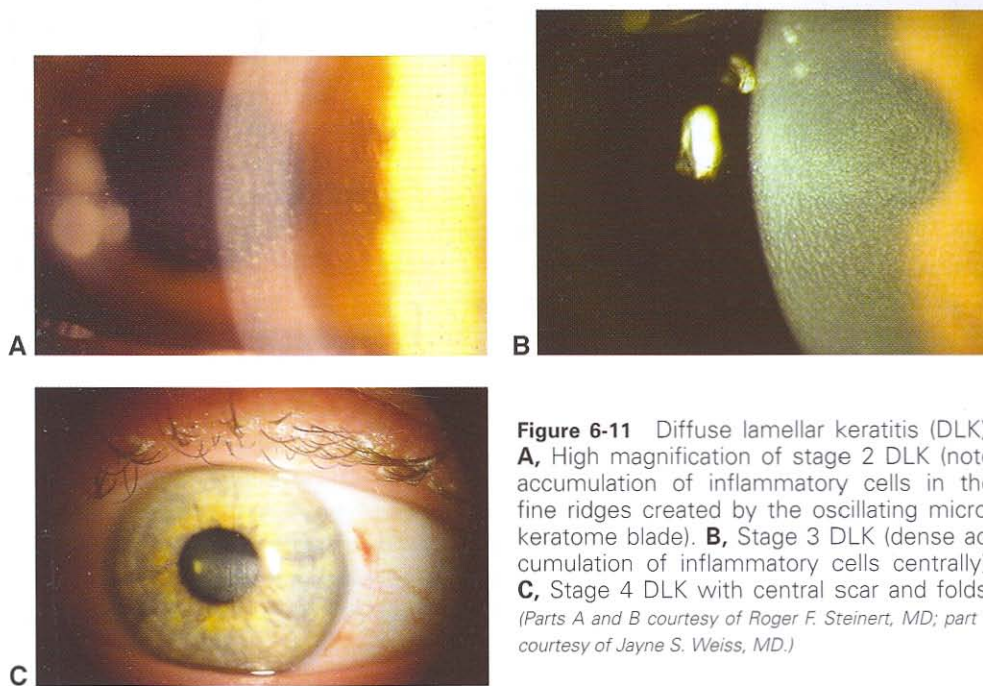 A
B
C
Figure 6-11 Diffuse lamellar keratitis (DLK)
A, High magnification of stage 2 DLK (note
accumulation of inflammatory cells in the
fine ridges created by the oscillating micro
keratome blade). B, Stage 3 DLK (dense ac
cumulation of inflammatory cells centrally)
C, Stage 4 DLK with central scar and folds
(Parts A and B courtesy of Roger F. Steinert, MD; part
courtesy of Jayne S. Weiss, MD.)